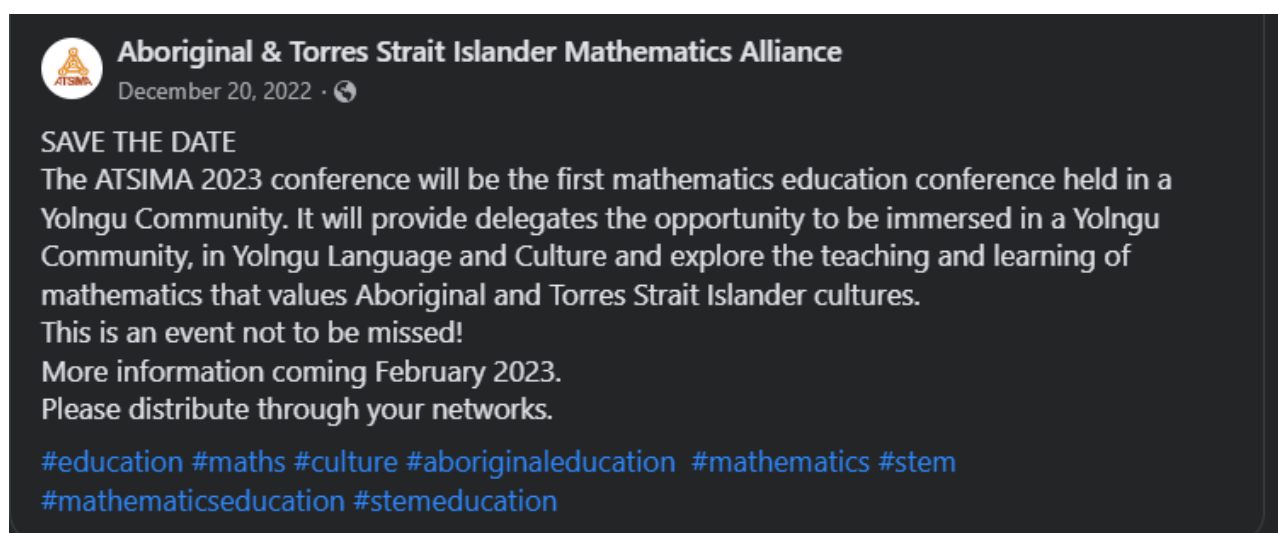 ATSIMA
Aboriginal & Torres Strait Islander Mathematics Alliance
December 20, 2022 ·
SAVE THE DATE
The ATSIMA 2023 conference will be the first mathematics education conference held in a
Yolngu Community. It will provide delegates the opportunity to be immersed in a Yolngu
Community, in Yolngu Language and Culture and explore the teaching and learning of
mathematics that values Aboriginal and Torres Strait Islander cultures.
This is an event not to be missed!
More information coming February 2023.
Please distribute through your networks.
#education #maths #culture #aboriginaleducation #mathematics #stem
#mathematicseducation #stemeducation